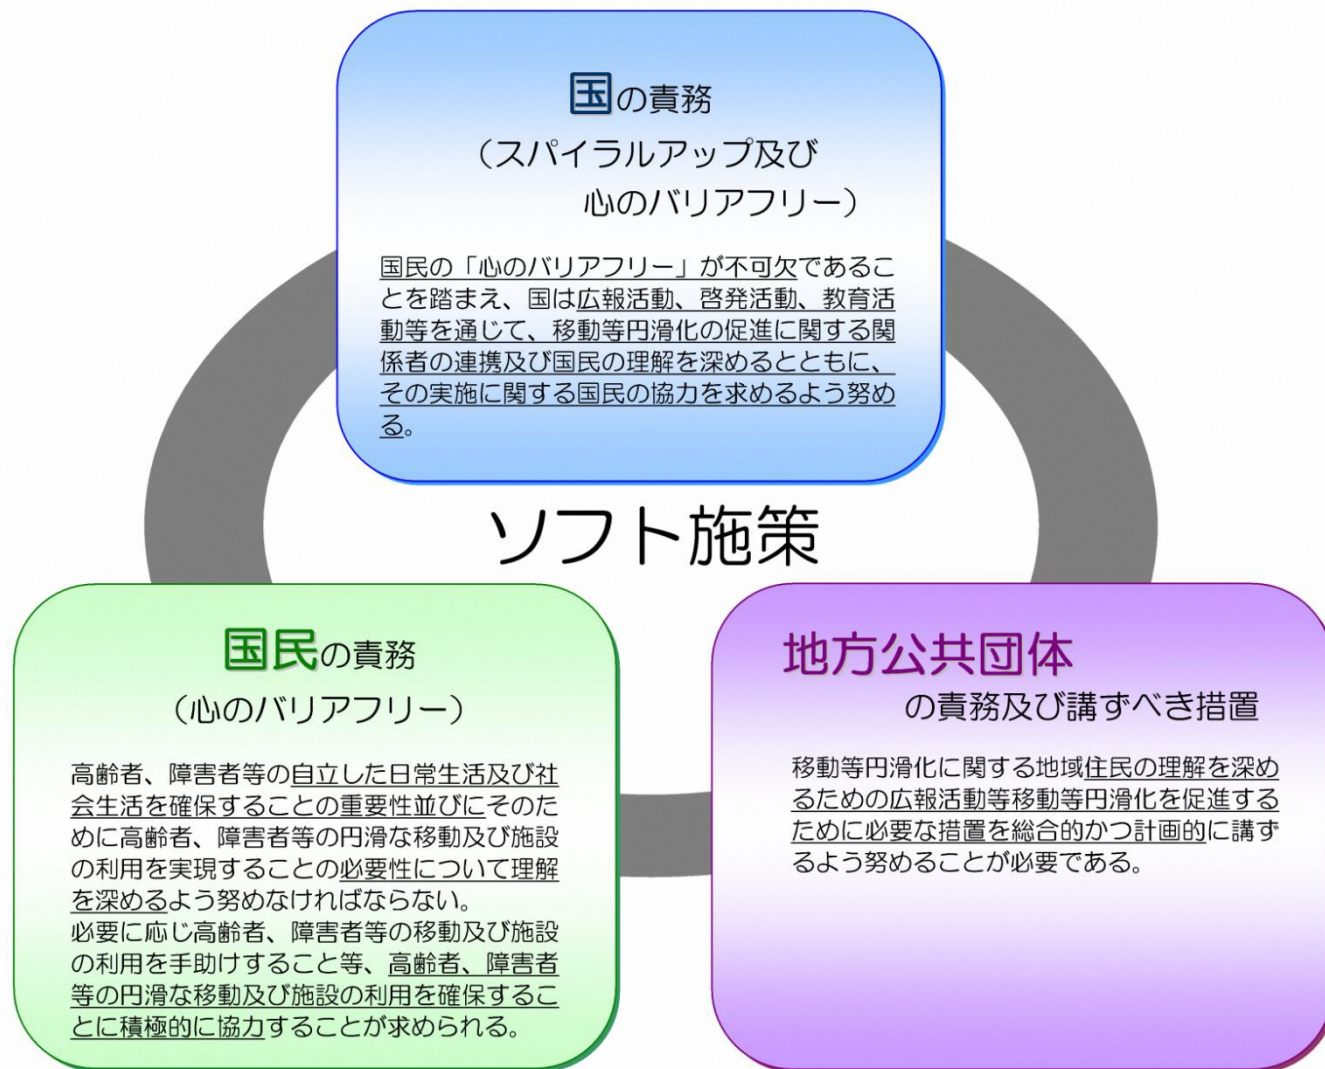 国の責務
（スパイラルアップ及び
心のバリアフリー）
国民の「心のバリアフリー」が不可欠であるこ
とを踏まえ、国は広報活動、啓発活動、教育活
動等を通じて、移動等円滑化の促進に関する関
係者の連携及び国民の理解を深めるとともに、
その実施に関する国民の協力を求めるよう努め
る。
ソフト施策
国民の責務
（心のバリアフリー）
高齢者、障害者等の自立した日常生活及び社
会生活を確保することの重要性並びにそのた
めに高齢者、障害者等の円滑な移動及び施設
の利用を実現することの必要性について理解
を深めるよう努めなければならない。
必要に応じ高齢者、障害者等の移動及び施設
の利用を手助けすること等、高齢者、障害者
等の円滑な移動及び施設の利用を確保するこ
とに積極的に協力することが求められる。
地方公共団体
の責務及び講ずべき措置
移動等円滑化に関する地域住民の理解を深め
るための広報活動等移動等円滑化を促進する
ために必要な措置を総合的かつ計画的に講ず
るよう努めることが必要である。